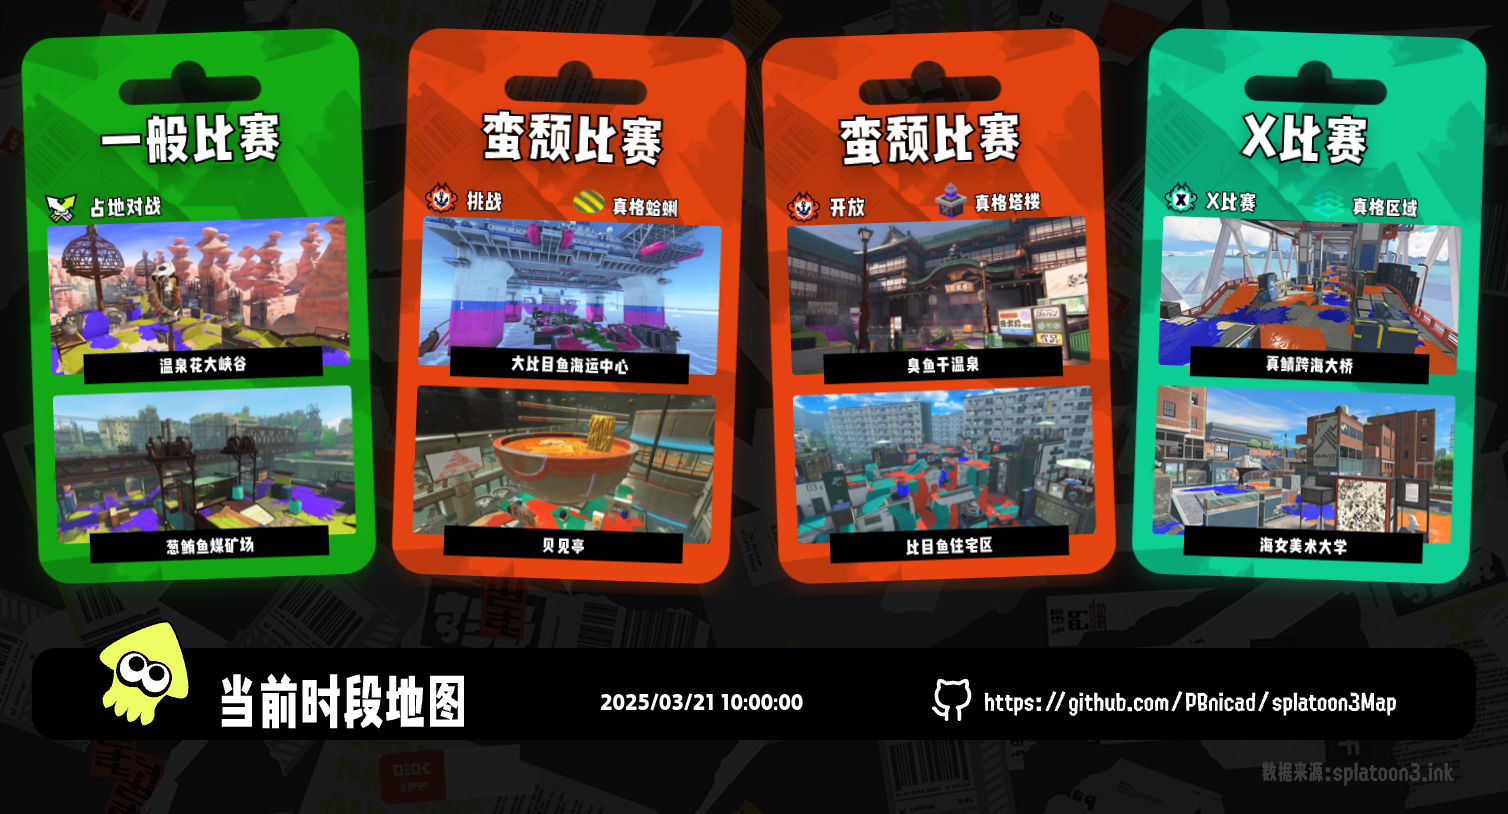 一般比赛
占地对战
温泉花大峡谷
葱鲔鱼煤矿场
蛮颓比赛
挑战
真格蛤蜊
大比目鱼海运中心
贝见亭
蛮颓比赛
开放
真格塔楼
臭鱼干温泉
比目鱼住宅区
X比赛
X比赛
真格区域
真鲭跨海大桥
海女美术大学
当前时段地图
2025/03/21 10:00:00
https://github.com/PBnicad/splatoon3Map
数据来源:splatoon3.ink